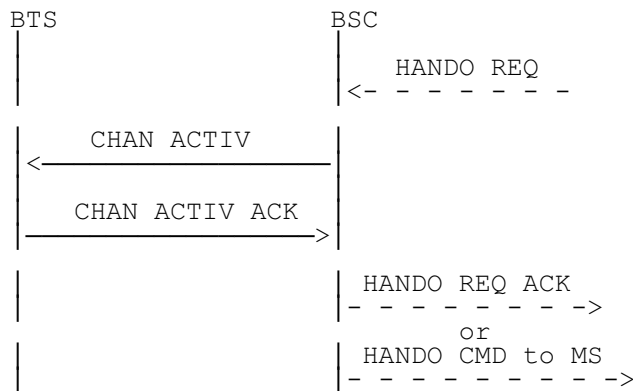 BTS BSC
HANDO REQ
CHAN ACTIV
CHAN ACTIV ACK
HANDO REQ ACK
or
HANDO CMD to MS